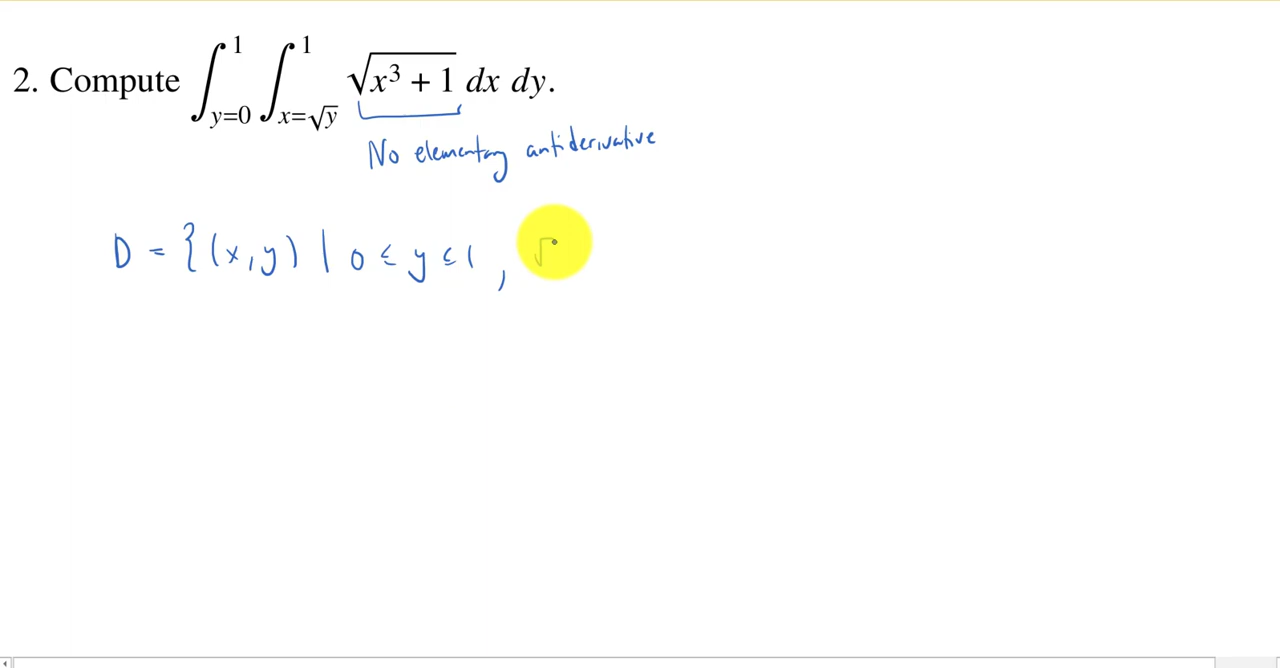 2. Compute ∫_{y=0}^{1} ∫_{x=√y}^{1} √(x³ + 1) dx dy.
No elementary antiderivative
D = {(x,y) | 0 ≤ y ≤ 1, √